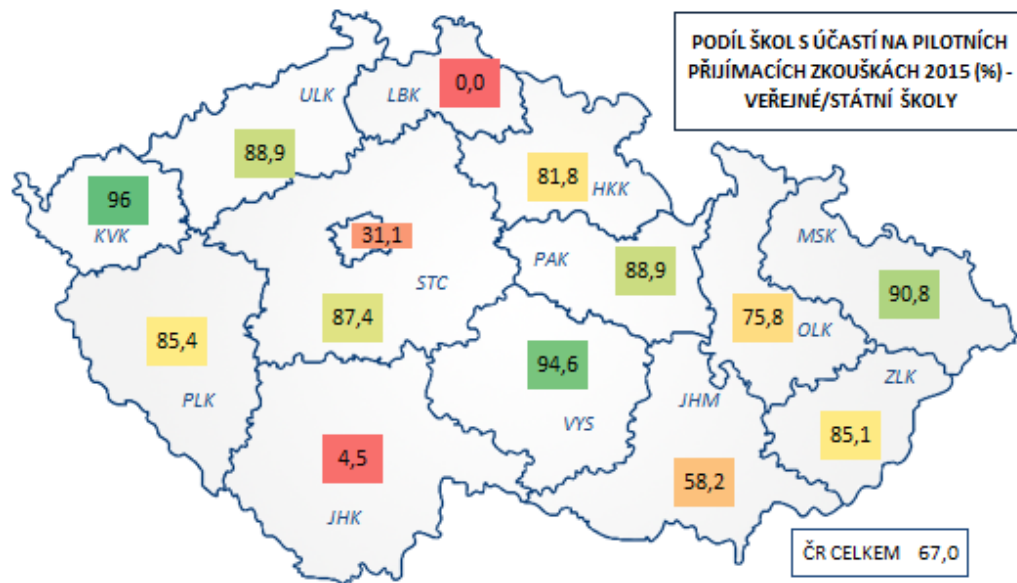 PODÍL ŠKOL S ÚČASTÍ NA PILOTNÍCH
PŘIJÍMACÍCH ZKOUŠKÁCH 2015 (%) -
VEŘEJNÉ/STÁTNÍ ŠKOLY
ULK
LBK
0,0
88,9
81,8
HKK
96
KVK
31,1
STC
PAK
88,9
MSK
90,8
87,4
85,4
PLK
75,8
OLK
94,6
VYS
JHM
ZLK
85,1
4,5
JHK
58,2
ČR CELKEM 67,0